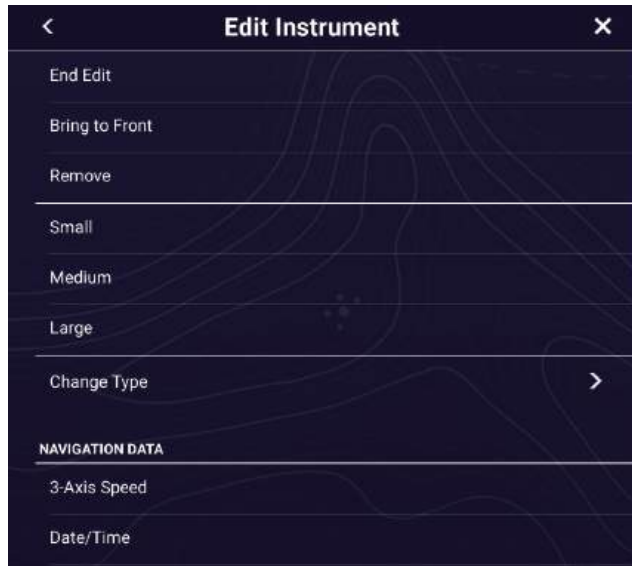 Edit Instrument
End Edit
Bring to Front
Remove
Small
Medium
Large
Change Type
NAVIGATION DATA
3-Axis Speed
Date/Time